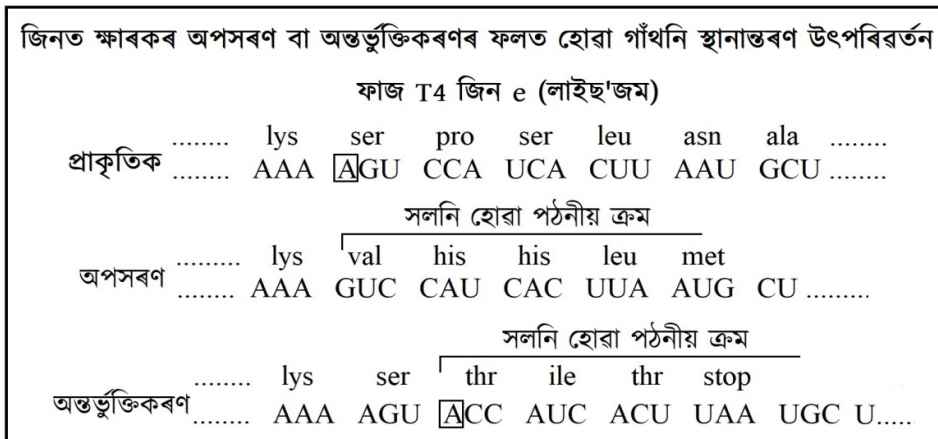 জিনত ক্ষাৰকৰ অপসৰণ বা অন্তৰ্ভুক্তিকৰণৰ ফলত হোৱা গাঁথনি স্থানান্তৰণ উৎপৰিৱৰ্তন
ফাজ T4 জিন e (লাইছ'জম)
........ lys ser pro ser leu asn ala ........
প্ৰাকৃতিক ........ AAA AGU CCA UCA CUU AAU GCU ........
সলনি হোৱা পঠনীয় ক্ৰম
......... lys val his his leu met
অপসৰণ ........ AAA GUC CAU CAC UUA AUG CU .........
সলনি হোৱা পঠনীয় ক্ৰম
........ lys ser thr ile thr stop
অন্তৰ্ভুক্তিকৰণ ........ AAA AGU ACC AUC ACU UAA UGC U.....